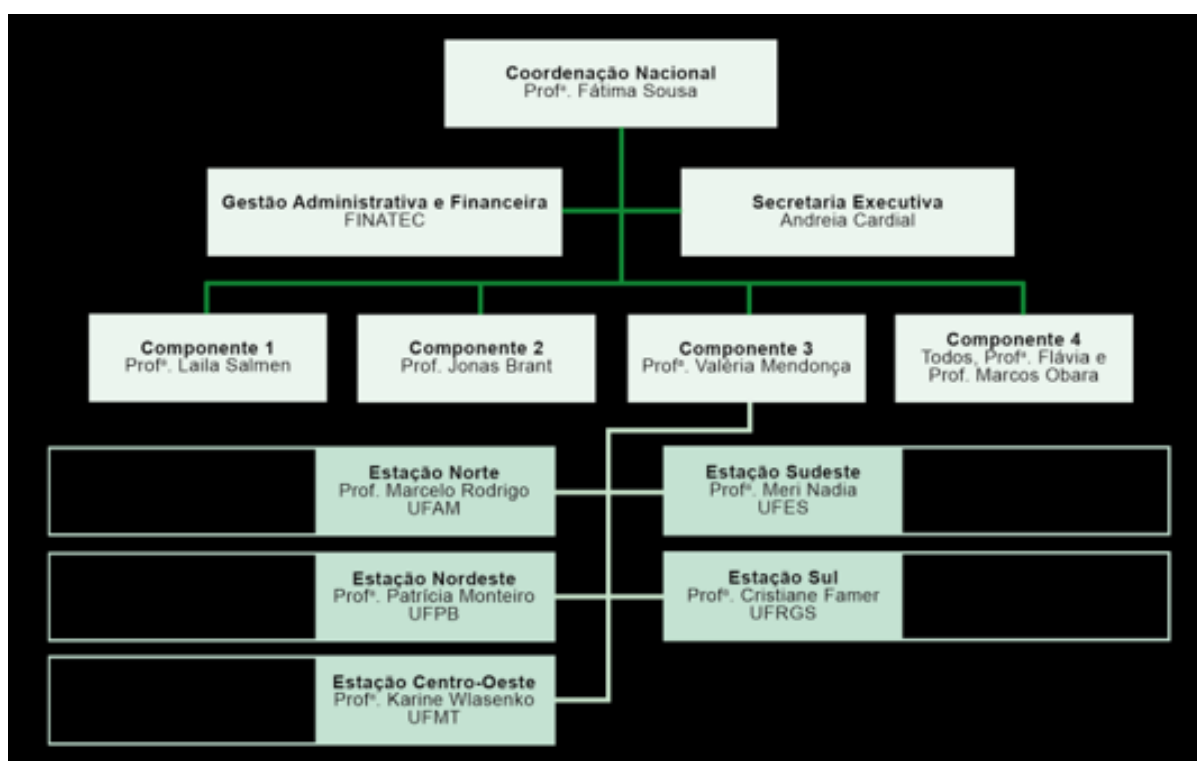 Coordenação Nacional
Profª. Fátima Sousa
Gestão Administrativa e Financeira
FINATEC
Secretaria Executiva
Andreia Cardial
Componente 1
Profª. Laila Salmen
Componente 2
Prof. Jonas Brant
Componente 3
Profª. Valéria Mendonça
Componente 4
Todos, Profª. Flávia e
Prof. Marcos Obara
Estação Norte
Prof. Marcelo Rodrigo
UFAM
Estação Sudeste
Profª. Meri Nadia
UFES
Estação Nordeste
Profª. Patrícia Monteiro
UFPB
Estação Sul
Profª. Cristiane Famer
UFRGS
Estação Centro-Oeste
Profª. Karine Wlasenko
UFMT